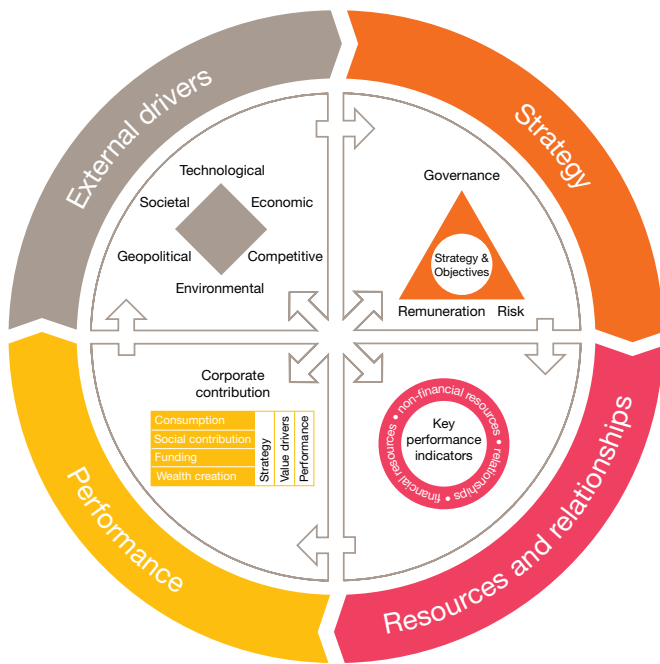 External drivers
Technological
Societal
Economic
Geopolitical
Competitive
Environmental
Strategy
Governance
Strategy &
Objectives
Remuneration
Risk
Resources and relationships
non-financial resources • relationships • financial resources •
Key
performance
indicators
Performance
Corporate
contribution
Consumption
Social contribution
Funding
Wealth creation
Strategy
Value drivers
Performance